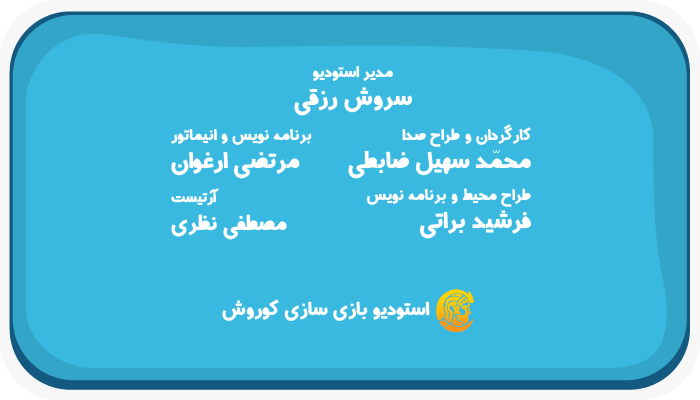 مدیر استودیو
سروش رزقی
کارگردان و طراح صدا
محمّد سهیل ضابطی
برنامه نویس و انیماتور
مرتضی ارغوان
طراح محیط و برنامه نویس
فرشید براتی
آرتیست
مصطفی نظری
استودیو بازی سازی کوروش